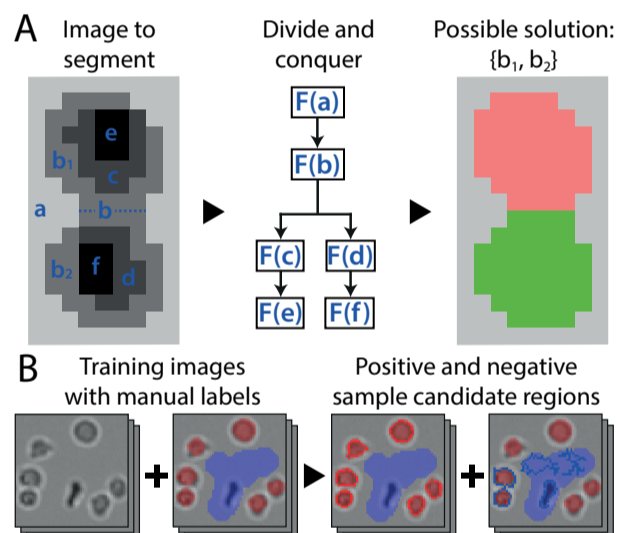 A
Image to
segment
Divide and
conquer
Possible solution:
{b₁, b₂}
e
b₁
c
a
b
b₂
f
d
F(a)
F(b)
F(c)
F(d)
F(e)
F(f)
B
Training images
with manual labels
Positive and negative
sample candidate regions